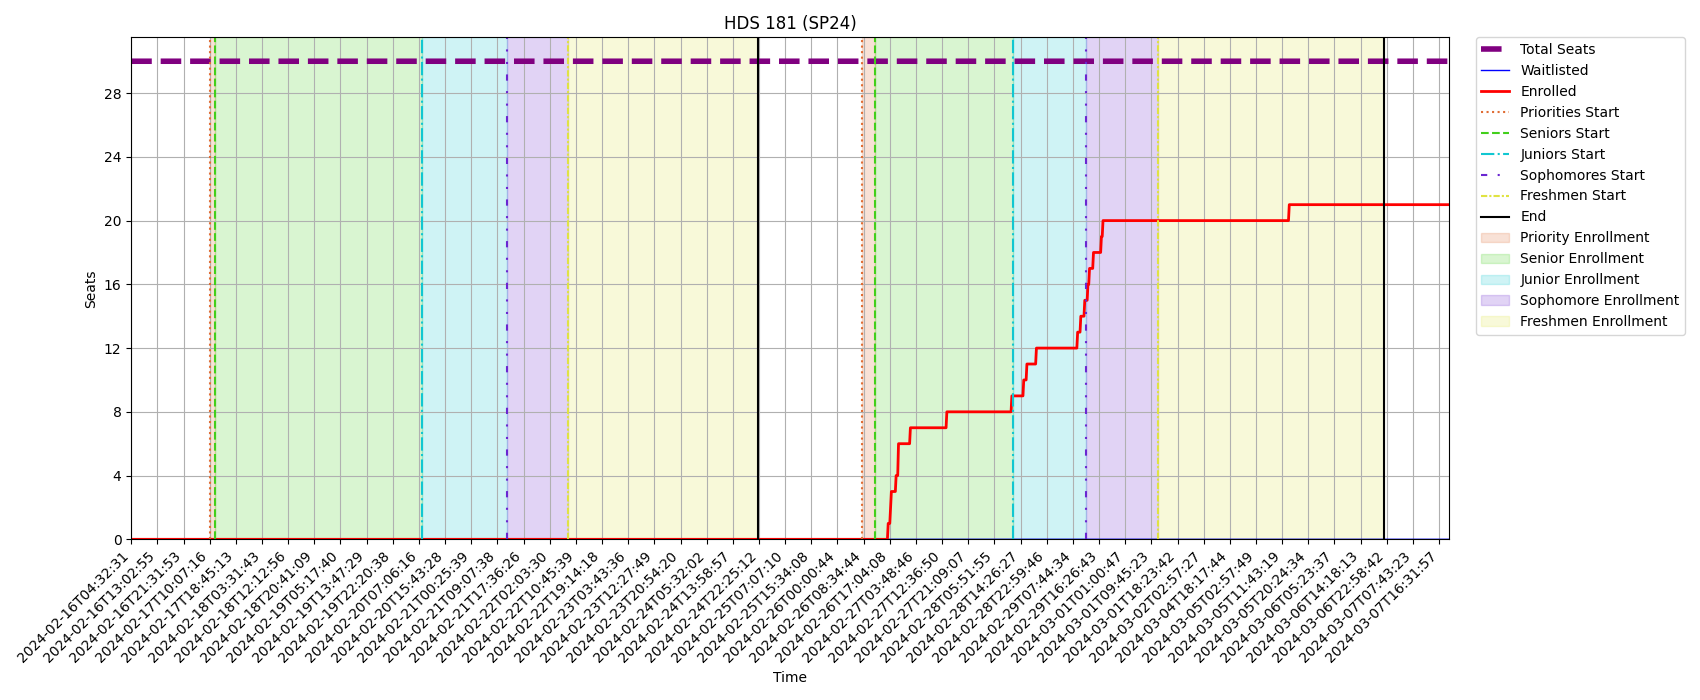 HDS 181 (SP24)
Seats
28
24
20
16
12
8
4
0
2024-02-16T04:32:31
2024-02-16T13:02:55
2024-02-16T21:31:53
2024-02-17T10:07:16
2024-02-17T18:45:13
2024-02-18T03:31:43
2024-02-18T12:12:56
2024-02-18T20:41:09
2024-02-19T05:17:40
2024-02-19T13:47:29
2024-02-19T22:20:38
2024-02-20T07:06:16
2024-02-20T15:43:28
2024-02-21T00:25:39
2024-02-21T09:07:38
2024-02-21T17:36:26
2024-02-22T02:03:30
2024-02-22T10:45:39
2024-02-22T19:14:18
2024-02-23T03:43:36
2024-02-23T12:27:49
2024-02-23T20:54:20
2024-02-24T05:32:02
2024-02-24T13:58:57
2024-02-24T22:25:12
2024-02-25T07:07:10
2024-02-25T15:34:08
2024-02-26T00:00:44
2024-02-26T08:34:44
2024-02-26T17:04:08
2024-02-27T03:48:46
2024-02-27T12:36:50
2024-02-27T21:09:07
2024-02-28T05:51:55
2024-02-28T14:26:27
2024-02-28T22:59:46
2024-02-29T07:44:34
2024-02-29T16:26:43
2024-03-01T01:00:47
2024-03-01T09:45:23
2024-03-01T18:23:42
2024-03-02T02:57:27
2024-03-04T18:17:44
2024-03-05T02:57:49
2024-03-05T11:43:19
2024-03-05T20:24:34
2024-03-06T05:23:37
2024-03-06T14:18:13
2024-03-06T22:58:42
2024-03-07T07:43:23
2024-03-07T16:31:57
Time
Total Seats
Waitlisted
Enrolled
Priorities Start
Seniors Start
Juniors Start
Sophomores Start
Freshmen Start
End
Priority Enrollment
Senior Enrollment
Junior Enrollment
Sophomore Enrollment
Freshmen Enrollment